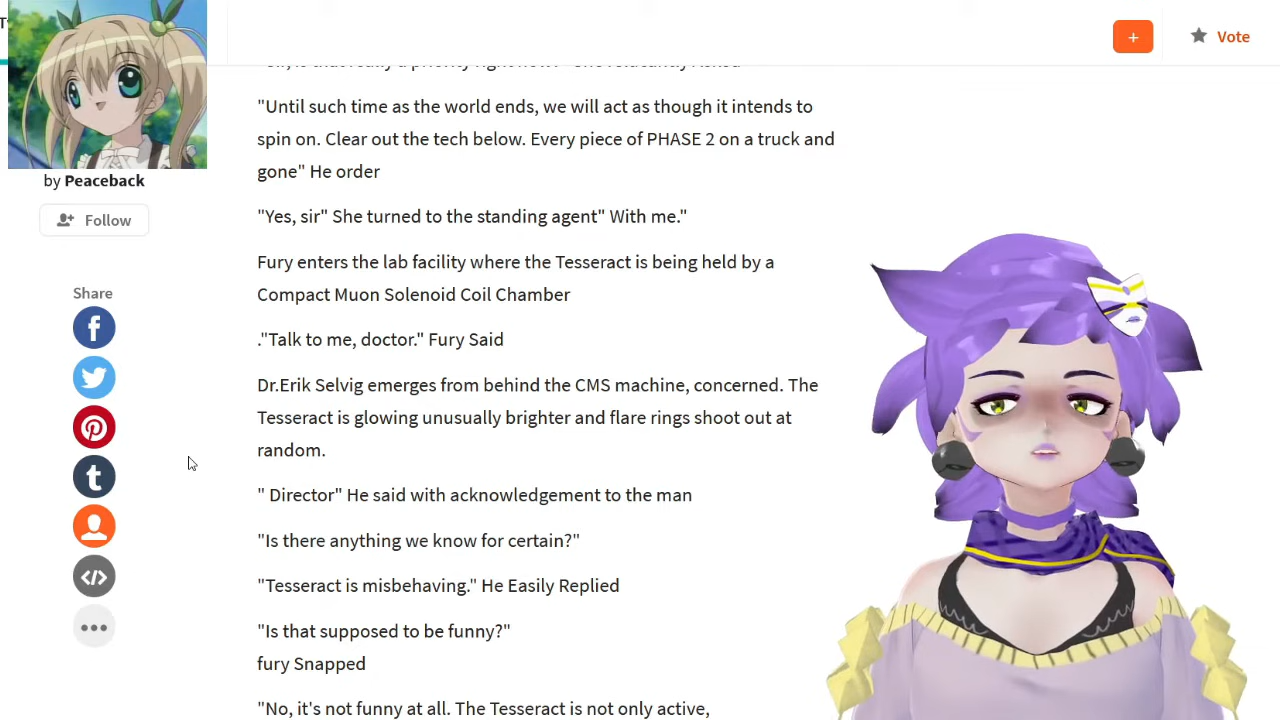 T
+
Vote
"Until such time as the world ends, we will act as though it intends to
spin on. Clear out the tech below. Every piece of PHASE 2 on a truck and
gone" He order
by Peaceback
Follow
"Yes, sir" She turned to the standing agent" With me."
Fury enters the lab facility where the Tesseract is being held by a
Compact Muon Solenoid Coil Chamber
Share
."Talk to me, doctor." Fury Said
Dr.Erik Selvig emerges from behind the CMS machine, concerned. The
Tesseract is glowing unusually brighter and flare rings shoot out at
random.
" Director" He said with acknowledgement to the man
"Is there anything we know for certain?"
"Tesseract is misbehaving." He Easily Replied
"Is that supposed to be funny?"
fury Snapped
"No, it's not funny at all. The Tesseract is not only active,